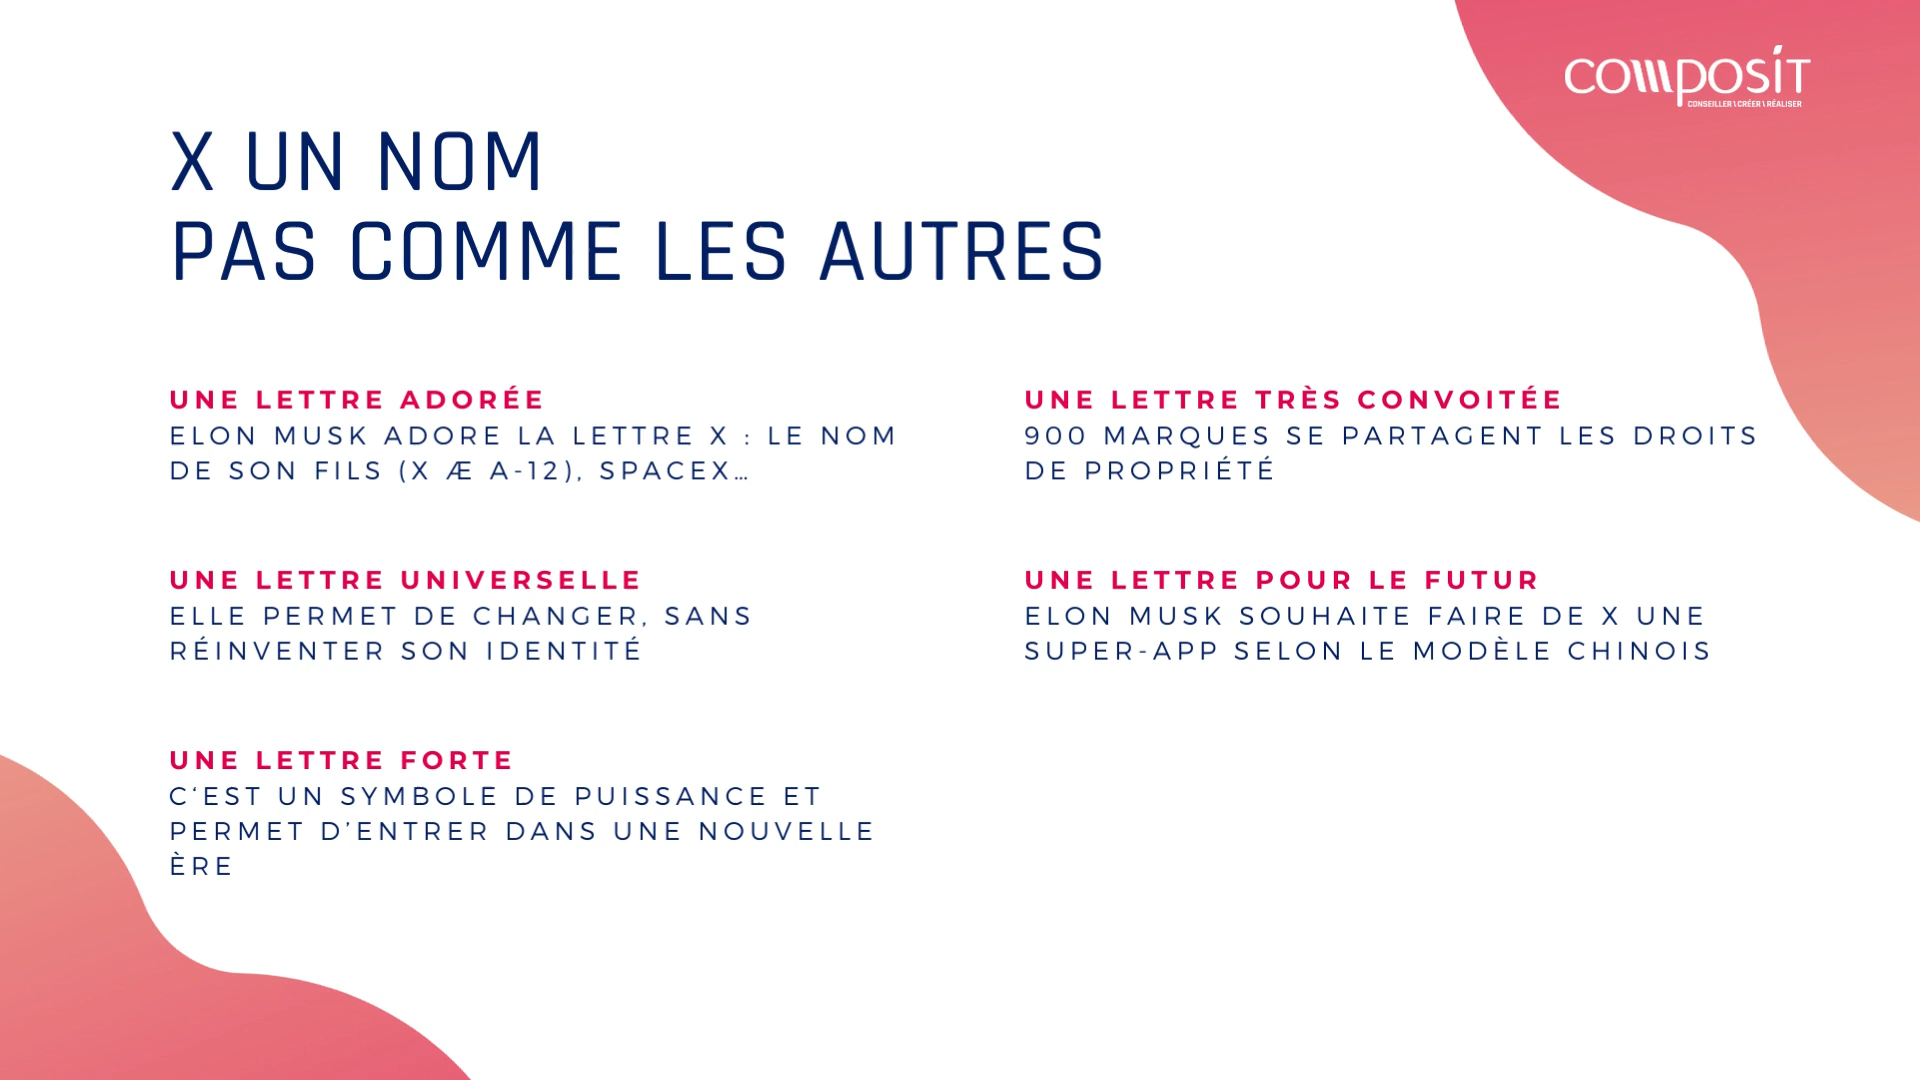 COMPOSIT
CONSEILLER \ CRÉER \ RÉALISER
X UN NOM
PAS COMME LES AUTRES
UNE LETTRE ADORÉE
ELON MUSK ADORE LA LETTRE X : LE NOM
DE SON FILS (X Æ A-12), SPACEX…
UNE LETTRE UNIVERSELLE
ELLE PERMET DE CHANGER, SANS
RÉINVENTER SON IDENTITÉ
UNE LETTRE FORTE
C‘EST UN SYMBOLE DE PUISSANCE ET
PERMET D’ENTRER DANS UNE NOUVELLE
ÈRE
UNE LETTRE TRÈS CONVOITÉE
900 MARQUES SE PARTAGENT LES DROITS
DE PROPRIÉTÉ
UNE LETTRE POUR LE FUTUR
ELON MUSK SOUHAITE FAIRE DE X UNE
SUPER-APP SELON LE MODÈLE CHINOIS